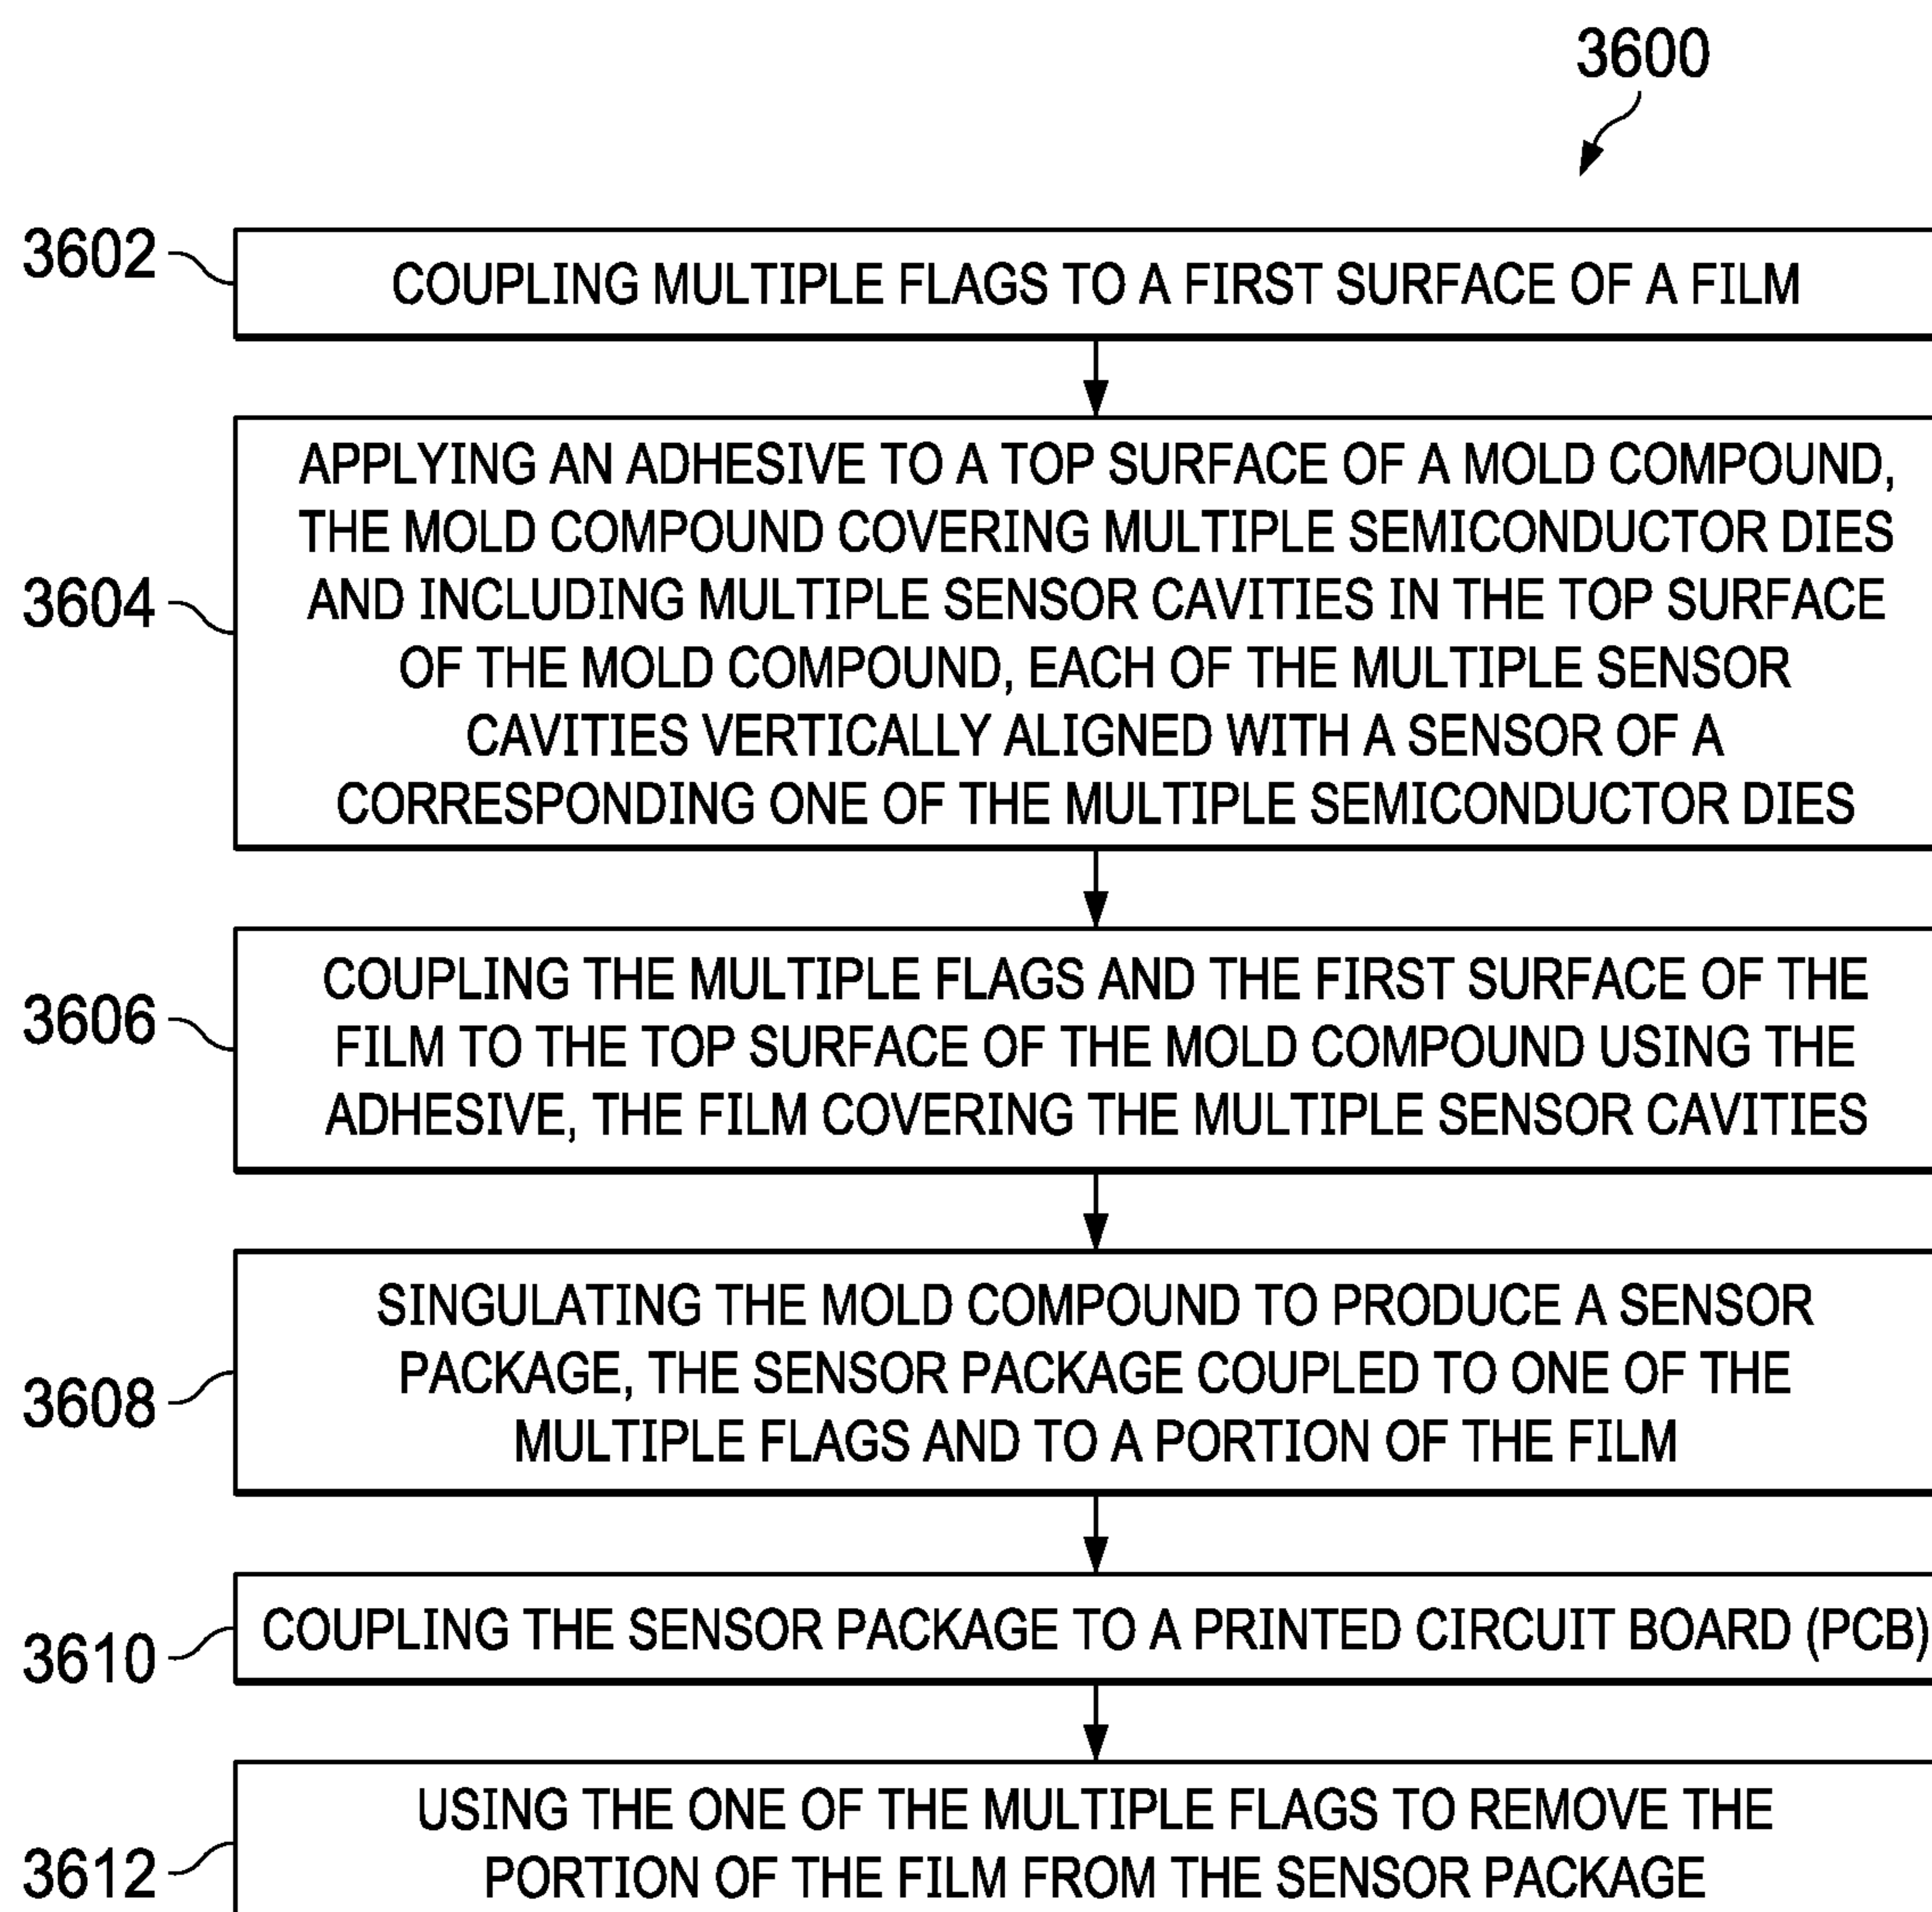 3600
3602
COUPLING MULTIPLE FLAGS TO A FIRST SURFACE OF A FILM
3604
APPLYING AN ADHESIVE TO A TOP SURFACE OF A MOLD COMPOUND,
THE MOLD COMPOUND COVERING MULTIPLE SEMICONDUCTOR DIES
AND INCLUDING MULTIPLE SENSOR CAVITIES IN THE TOP SURFACE
OF THE MOLD COMPOUND, EACH OF THE MULTIPLE SENSOR
CAVITIES VERTICALLY ALIGNED WITH A SENSOR OF A
CORRESPONDING ONE OF THE MULTIPLE SEMICONDUCTOR DIES
3606
COUPLING THE MULTIPLE FLAGS AND THE FIRST SURFACE OF THE
FILM TO THE TOP SURFACE OF THE MOLD COMPOUND USING THE
ADHESIVE, THE FILM COVERING THE MULTIPLE SENSOR CAVITIES
3608
SINGULATING THE MOLD COMPOUND TO PRODUCE A SENSOR
PACKAGE, THE SENSOR PACKAGE COUPLED TO ONE OF THE
MULTIPLE FLAGS AND TO A PORTION OF THE FILM
3610
COUPLING THE SENSOR PACKAGE TO A PRINTED CIRCUIT BOARD (PCB)
3612
USING THE ONE OF THE MULTIPLE FLAGS TO REMOVE THE
PORTION OF THE FILM FROM THE SENSOR PACKAGE